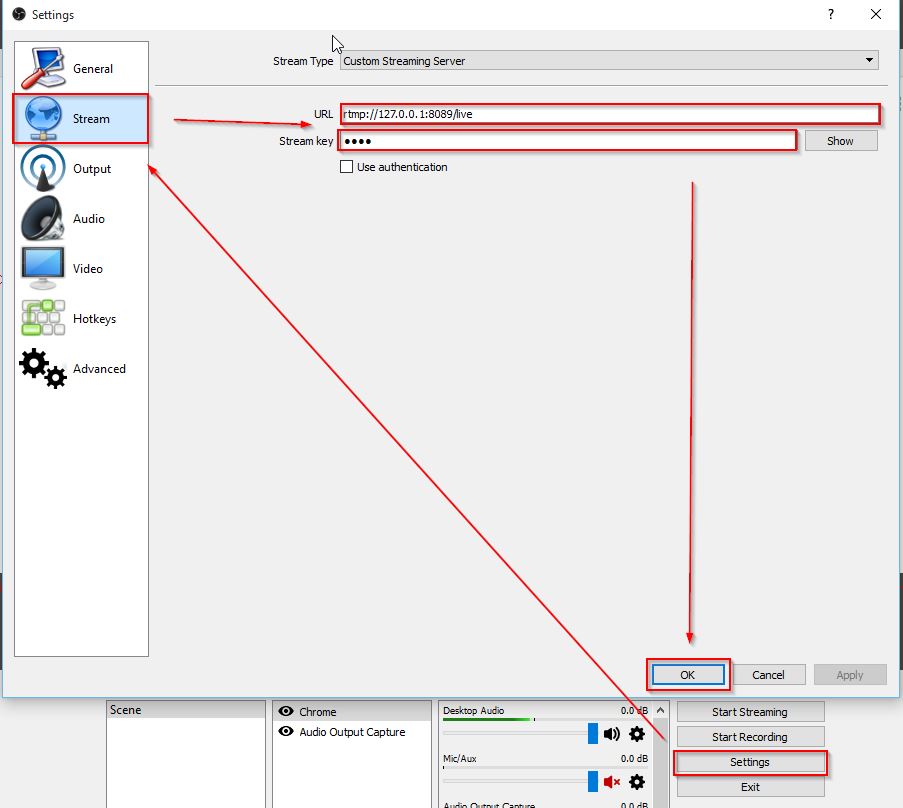 Settings
?
Stream Type
Custom Streaming Server
General
Stream
Output
Audio
Video
Hotkeys
Advanced
URL
rtmp://127.0.0.1:8089/live
Stream key
••••
Show
Use authentication
OK
Cancel
Apply
Scene
Chrome
Audio Output Capture
Desktop Audio
0.0 dB
Mic/Aux
0.0 dB
Audio Output Capture
0.0 dB
Start Streaming
Start Recording
Settings
Exit